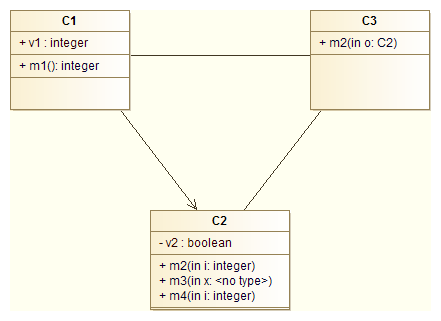 C1
+ v1 : integer
+ m1(): integer
C3
+ m2(in o: C2)
C2
- v2 : boolean
+ m2(in i: integer)
+ m3(in x: <no type>)
+ m4(in i: integer)